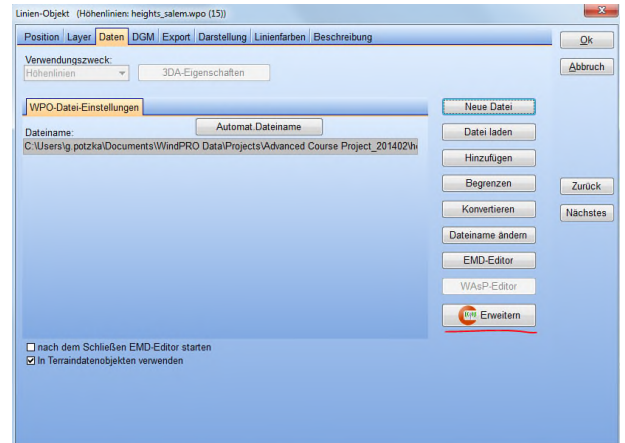 Linien-Objekt (Höhenlinien: heights_salem.wpo (15))
Position Layer Daten DGM Export Darstellung Linienfarben Beschreibung
Ok
Verwendungszweck:
Abbruch
Höhenlinien
3DA-Eigenschaften
WPO-Datei-Einstellungen
Neue Datei
Automat.Dateiname
Datei laden
Dateiname:
C:\Users\g.potzka\Documents\WindPRO Data\Projects\Advanced Course Project_201402\he
Hinzufügen
Begrenzen
Zurück
Konvertieren
Nächstes
Dateiname ändern
EMD-Editor
WAsP-Editor
Erweitern
nach dem Schließen EMD-Editor starten
In Terraindatenobjekten verwenden